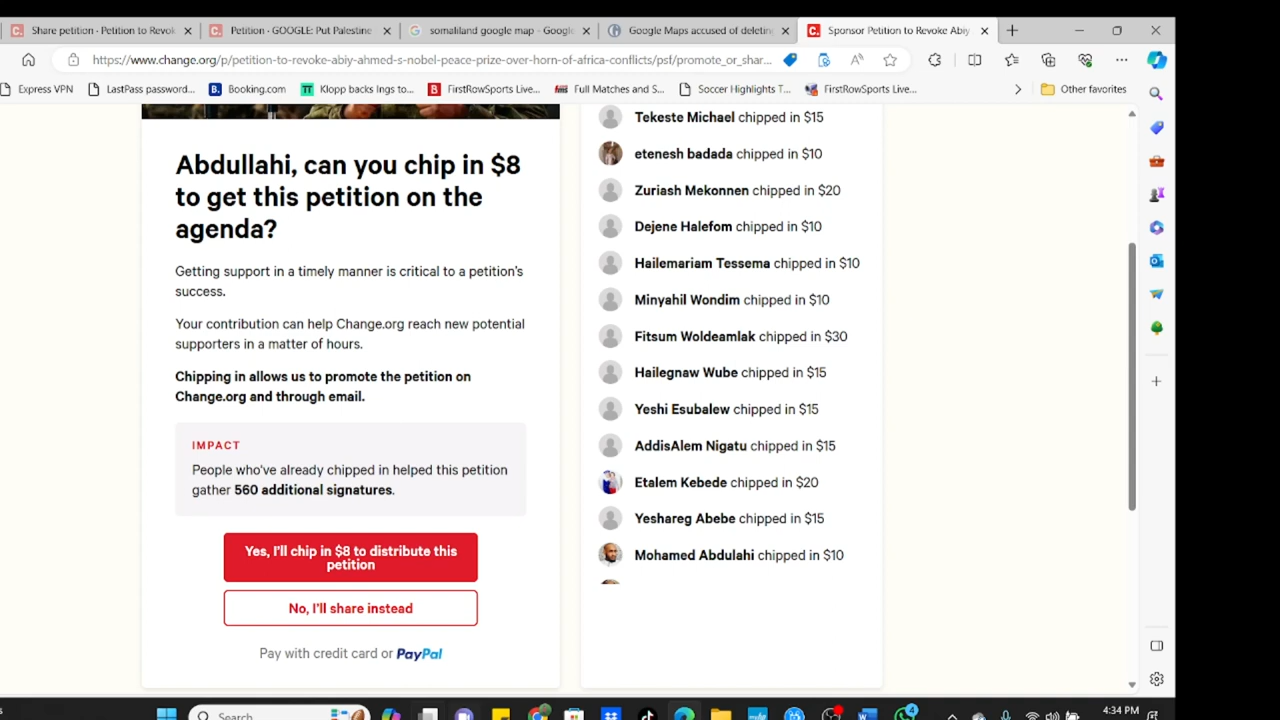 Share petition · Petition to Revok
Petition · GOOGLE: Put Palestine
somaliland google map - Google
Google Maps accused of deleting
Sponsor Petition to Revoke Abiy
https://www.change.org/p/petition-to-revoke-abiy-ahmed-s-nobel-peace-prize-over-horn-of-africa-conflicts/psf/promote_or_shar...
Express VPN
LastPass password...
Booking.com
Klopp backs Ings to...
FirstRowSports Live...
Full Matches and S...
Soccer Highlights T...
FirstRowSports Live...
Other favorites
Abdullahi, can you chip in $8
to get this petition on the
agenda?
Getting support in a timely manner is critical to a petition's
success.
Your contribution can help Change.org reach new potential
supporters in a matter of hours.
Chipping in allows us to promote the petition on
Change.org and through email.
IMPACT
People who've already chipped in helped this petition
gather 560 additional signatures.
Yes, I'll chip in $8 to distribute this
petition
No, I'll share instead
Pay with credit card or PayPal
Tekeste Michael chipped in $15
etenesh badada chipped in $10
Zuriash Mekonnen chipped in $20
Dejene Halefom chipped in $10
Hailemariam Tessema chipped in $10
Minyahil Wondim chipped in $10
Fitsum Woldeamlak chipped in $30
Hailegnaw Wube chipped in $15
Yeshi Esubalew chipped in $15
AddisAlem Nigatu chipped in $15
Etalem Kebede chipped in $20
Yeshareg Abebe chipped in $15
Mohamed Abdulahi chipped in $10
Search
4
4:34 PM